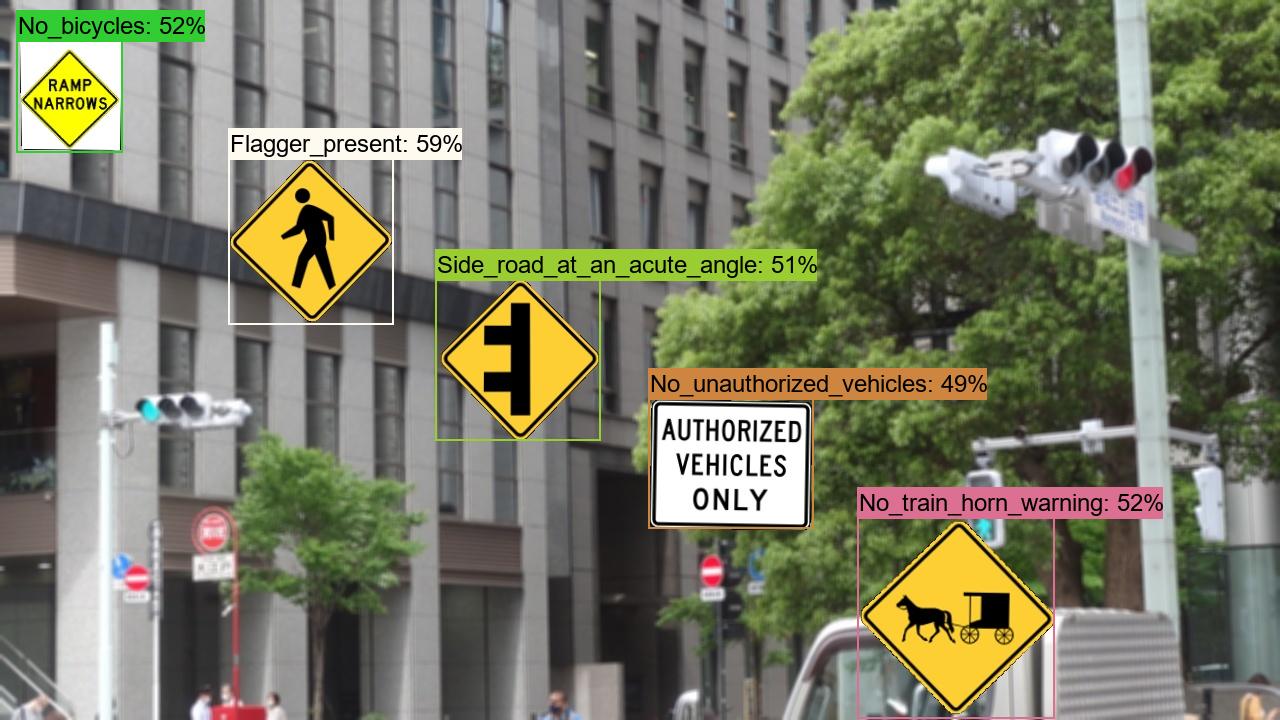 No_bicycles: 52%
RAMP
NARROWS
Flagger_present: 59%
Side_road_at_an_acute_angle: 51%
No_unauthorized_vehicles: 49%
AUTHORIZED
VEHICLES
ONLY
No_train_horn_warning: 52%